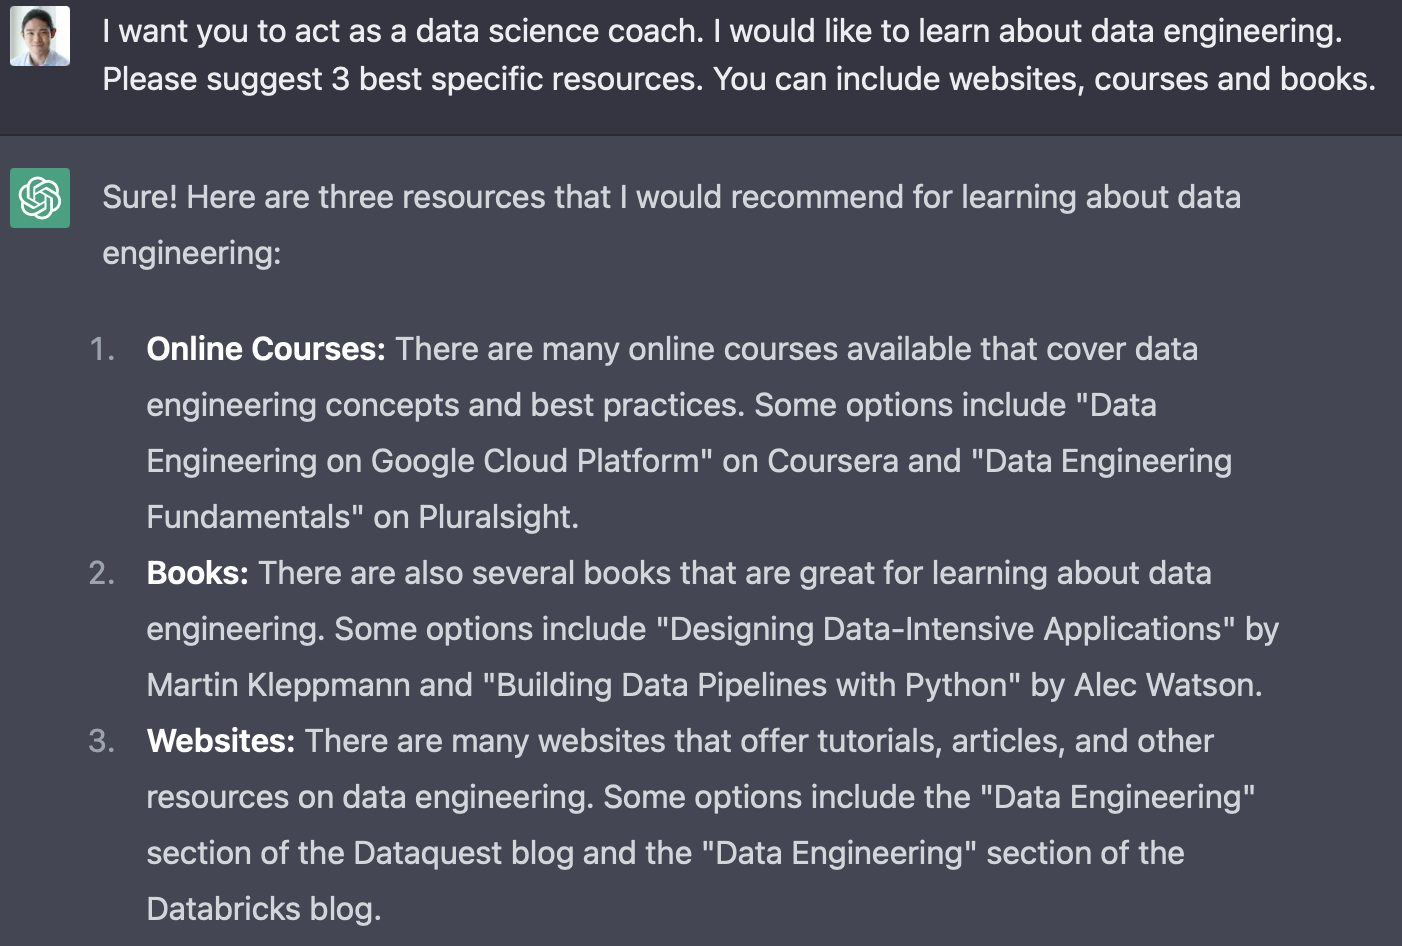 I want you to act as a data science coach. I would like to learn about data engineering.
Please suggest 3 best specific resources. You can include websites, courses and books.
Sure! Here are three resources that I would recommend for learning about data
engineering:
1. Online Courses: There are many online courses available that cover data
engineering concepts and best practices. Some options include "Data
Engineering on Google Cloud Platform" on Coursera and "Data Engineering
Fundamentals" on Pluralsight.
2. Books: There are also several books that are great for learning about data
engineering. Some options include "Designing Data-Intensive Applications" by
Martin Kleppmann and "Building Data Pipelines with Python" by Alec Watson.
3. Websites: There are many websites that offer tutorials, articles, and other
resources on data engineering. Some options include the "Data Engineering"
section of the Dataquest blog and the "Data Engineering" section of the
Databricks blog.